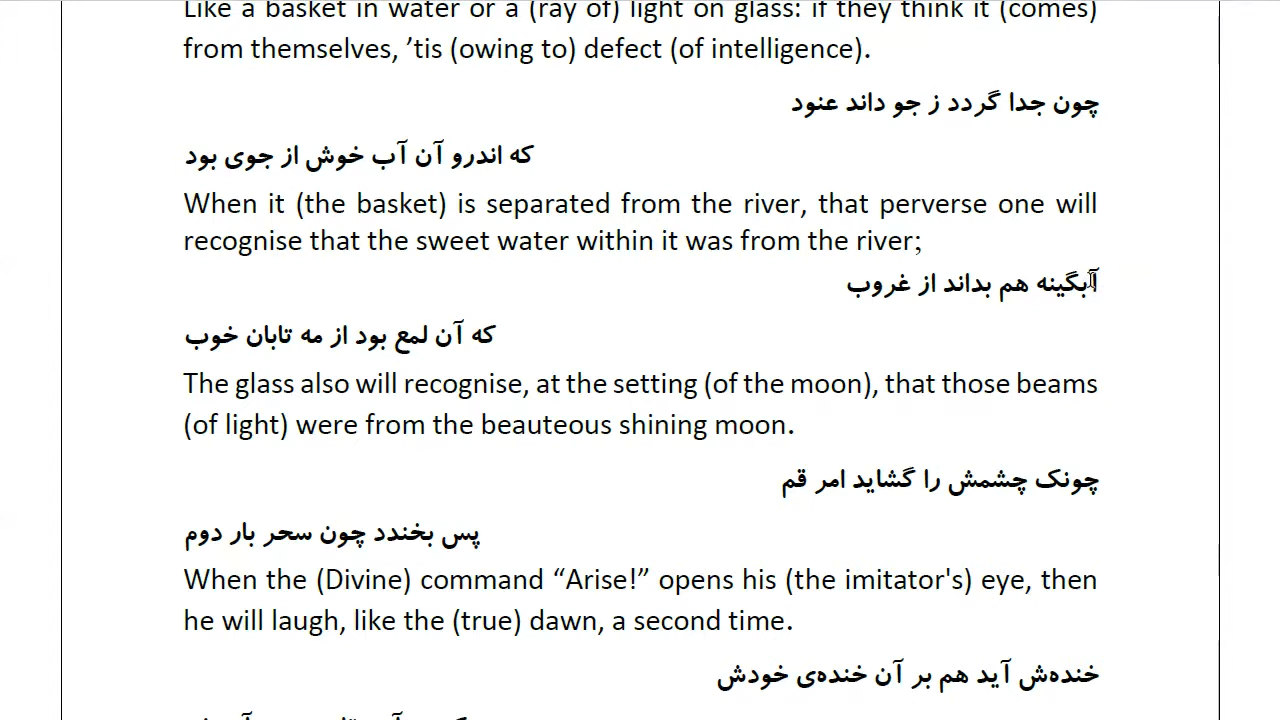 Like a basket in water or a (ray of) light on glass: if they think it (comes)
from themselves, ’tis (owing to) defect (of intelligence).
چون جدا گردد ز جو داند عنود
که اندرو آن آب خوش از جوی بود
When it (the basket) is separated from the river, that perverse one will
recognise that the sweet water within it was from the river;
آبگینه هم بداند از غروب
که آن لمع بود از مه تابان خوب
The glass also will recognise, at the setting (of the moon), that those beams
(of light) were from the beauteous shining moon.
چونک چشمش را گشاید امر قم
پس بخندد چون سحر بار دوم
When the (Divine) command “Arise!” opens his (the imitator's) eye, then
he will laugh, like the (true) dawn, a second time.
خنده‌ش آید هم بر آن خنده‌ی خودش